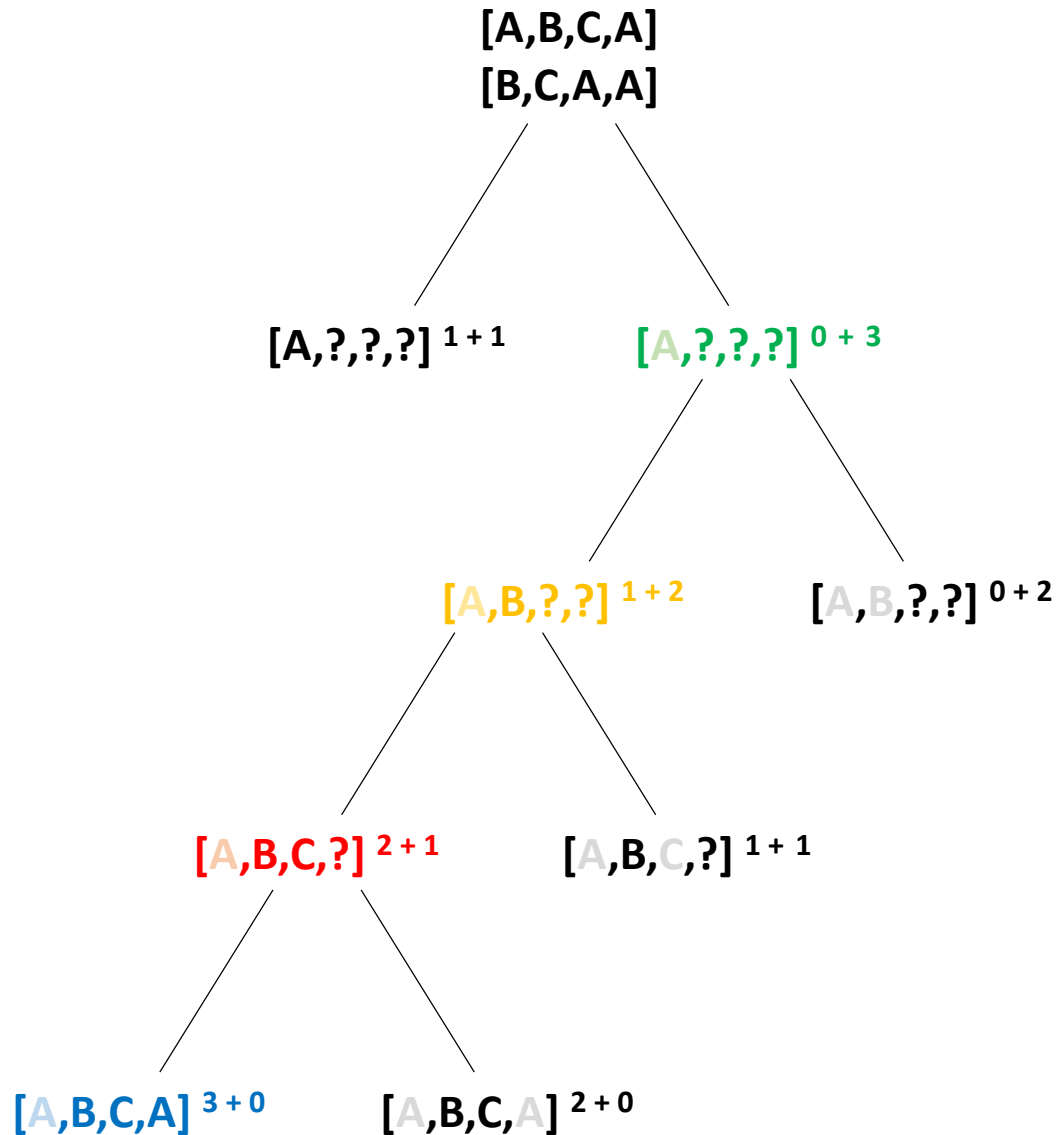 [A,B,C,A]
[B,C,A,A]
[A,?,?,?] 1 + 1
[A,?,?,?] 0 + 3
[A,B,?,?] 1 + 2
[A,B,?,?] 0 + 2
[A,B,C,?] 2 + 1
[A,B,C,?] 1 + 1
[A,B,C,A] 3 + 0
[A,B,C,A] 2 + 0